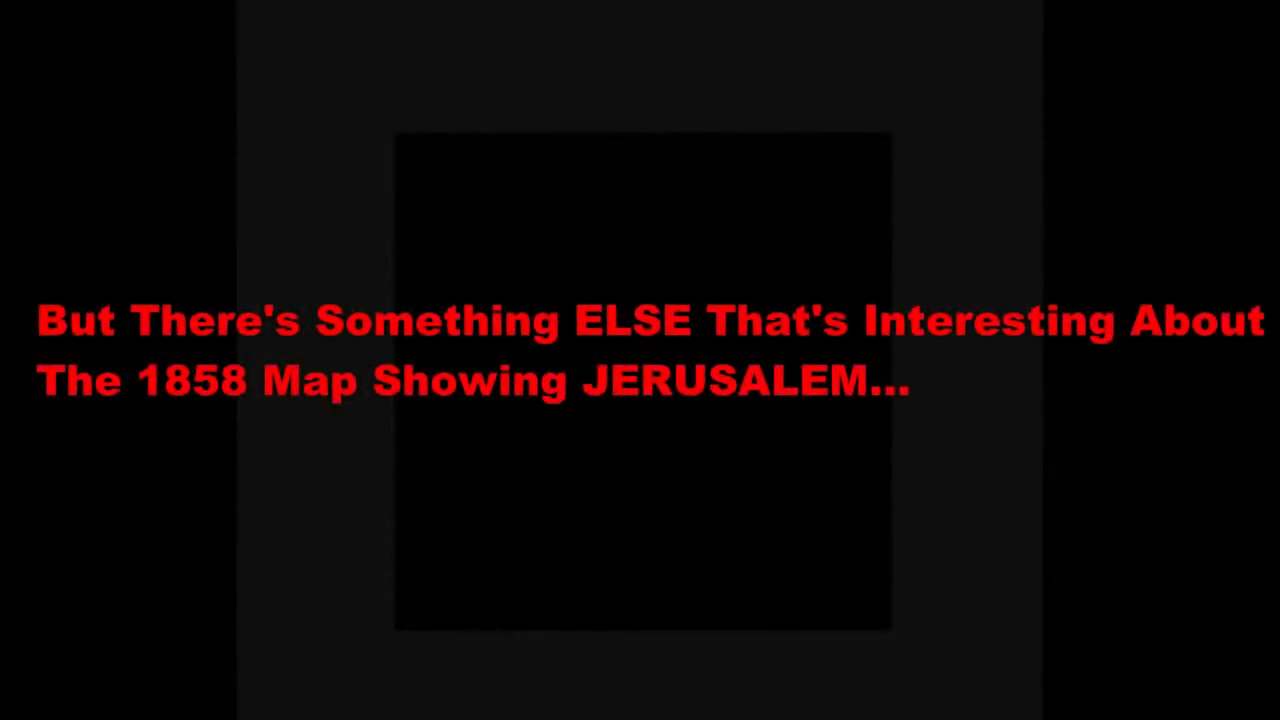 But There's Something ELSE That's Interesting About
The 1858 Map Showing JERUSALEM...